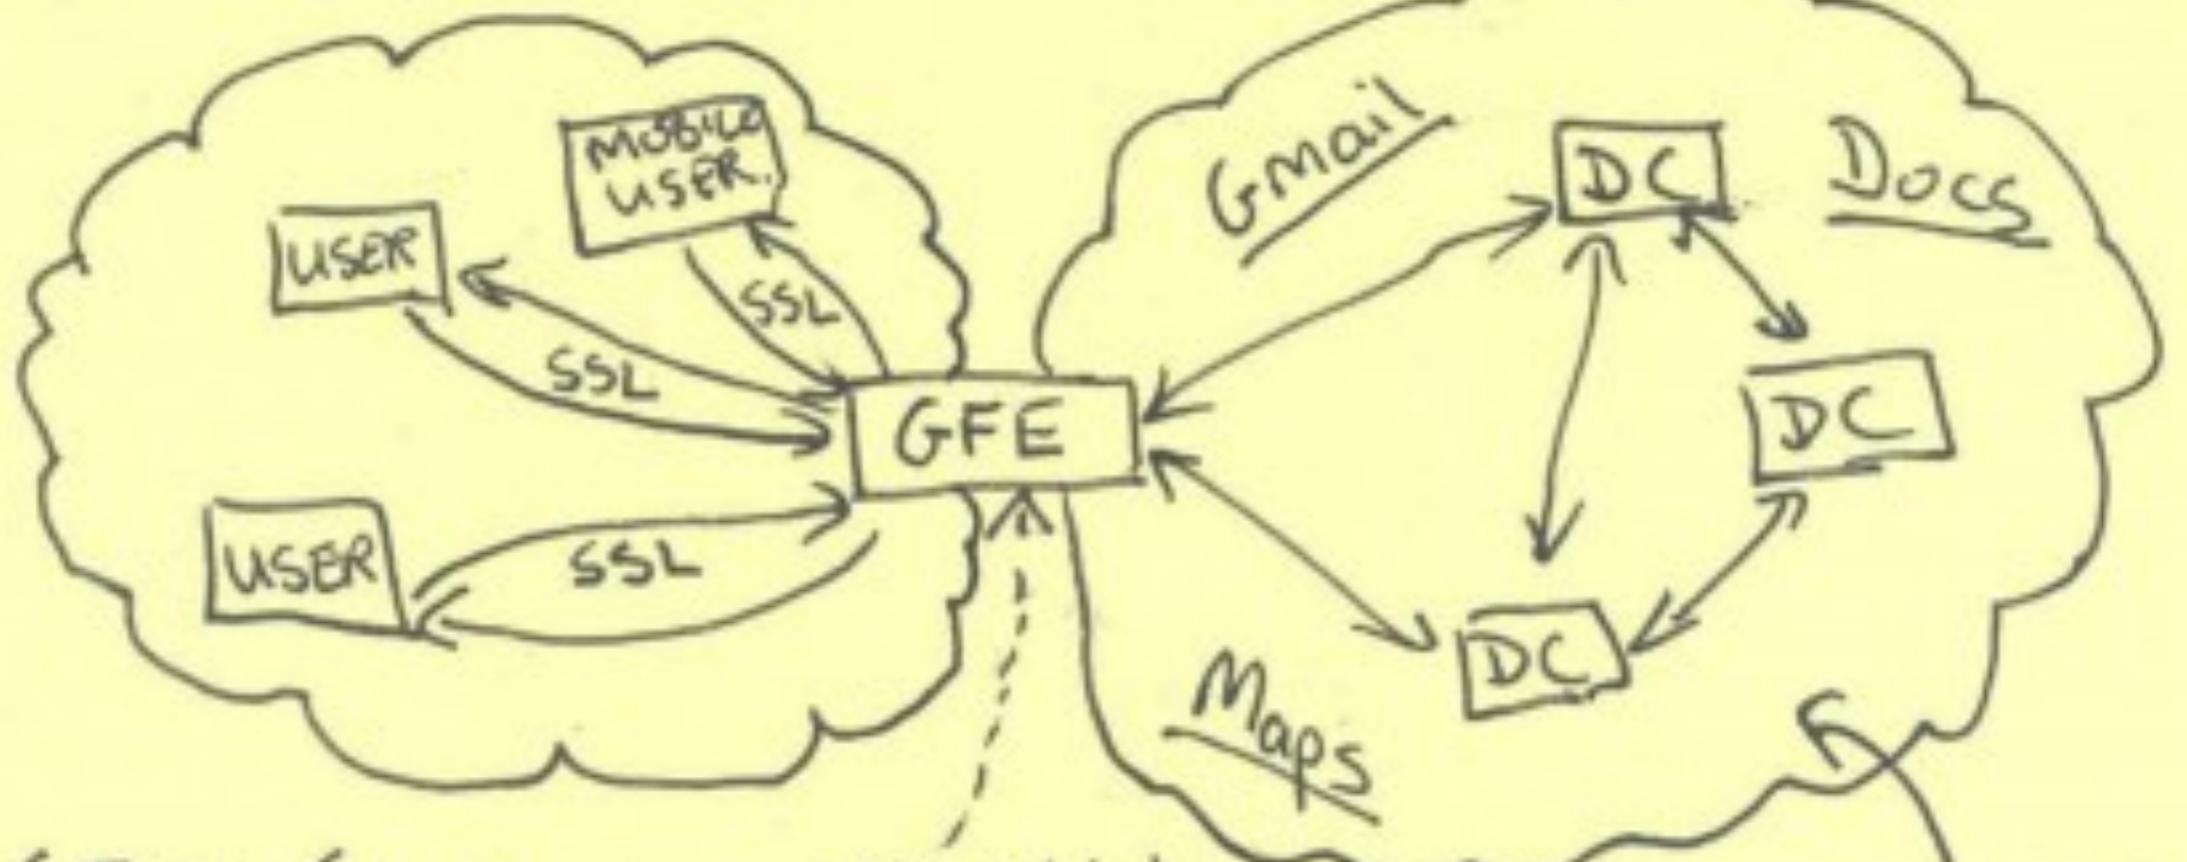 MOBILE
USER.
USER
SSL
SSL
GFE
USER
SSL
Gmail
DC
Docs
DC
DC
Maps